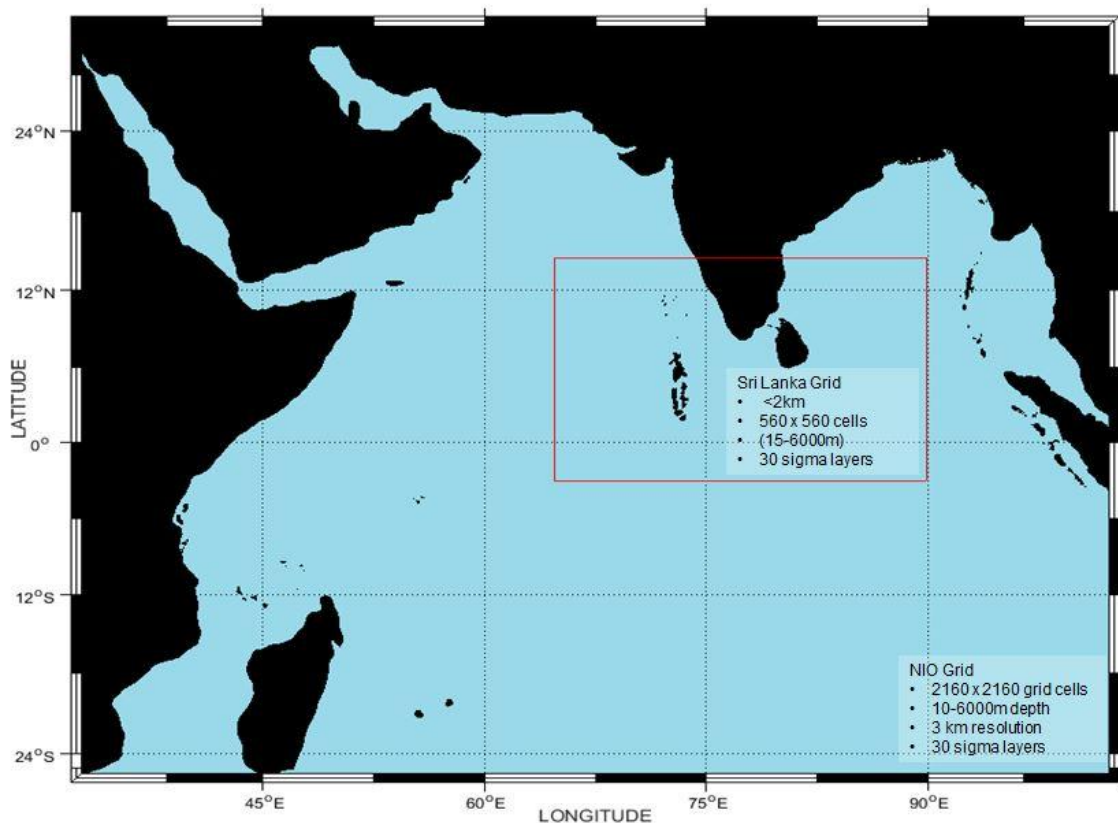 24°N
12°N
0°
12°S
24°S
LATITUDE
Sri Lanka Grid
• <2km
• 560 x 560 cells
• (15-6000m)
• 30 sigma layers
NIO Grid
• 2160 x 2160 grid cells
• 10-6000m depth
• 3 km resolution
• 30 sigma layers
45°E 60°E 75°E 90°E
LONGITUDE